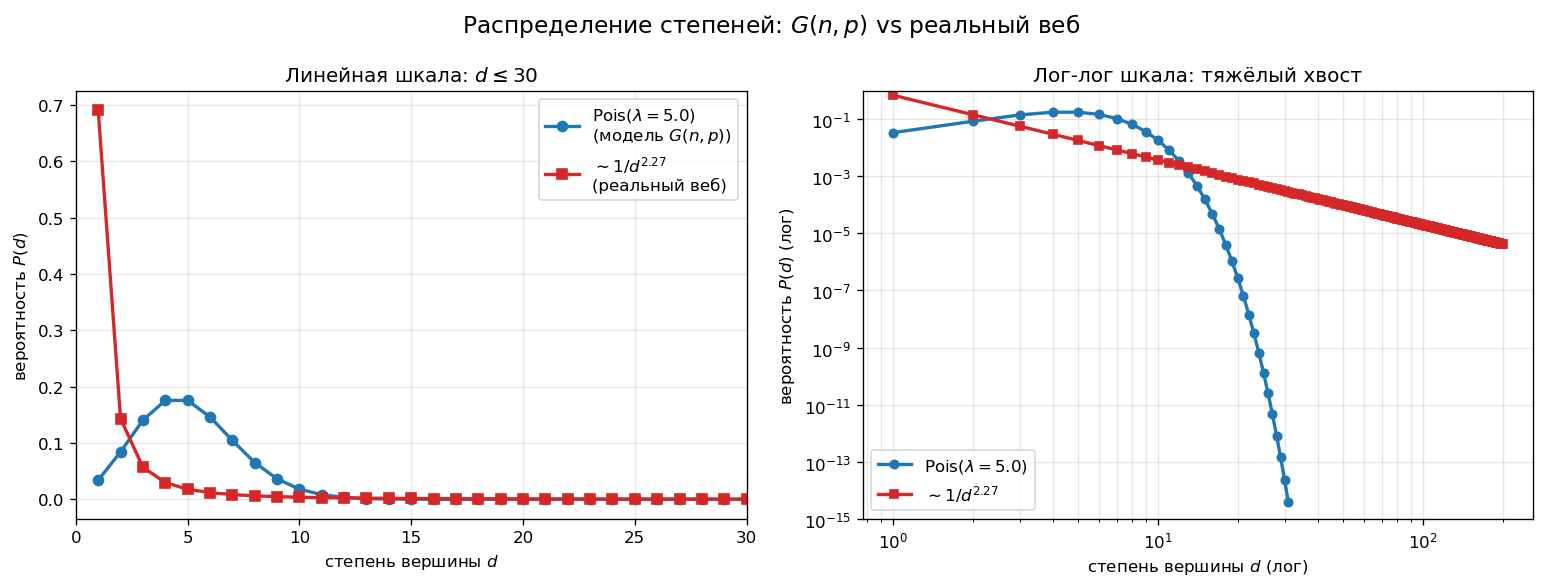 Распределение степеней: G(n, p) vs реальный веб
Линейная шкала: d ≤ 30
0.7
0.6
0.5
0.4
0.3
0.2
0.1
0.0
вероятность P(d)
0 5 10 15 20 25 30
степень вершины d
Pois(λ = 5.0)
(модель G(n, p))
~ 1/d^2.27
(реальный веб)
Лог-лог шкала: тяжёлый хвост
10^−1
10^−3
10^−5
10^−7
10^−9
10^−11
10^−13
10^−15
вероятность P(d) (лог)
10^0 10^1 10^2
степень вершины d (лог)
Pois(λ = 5.0)
~ 1/d^2.27